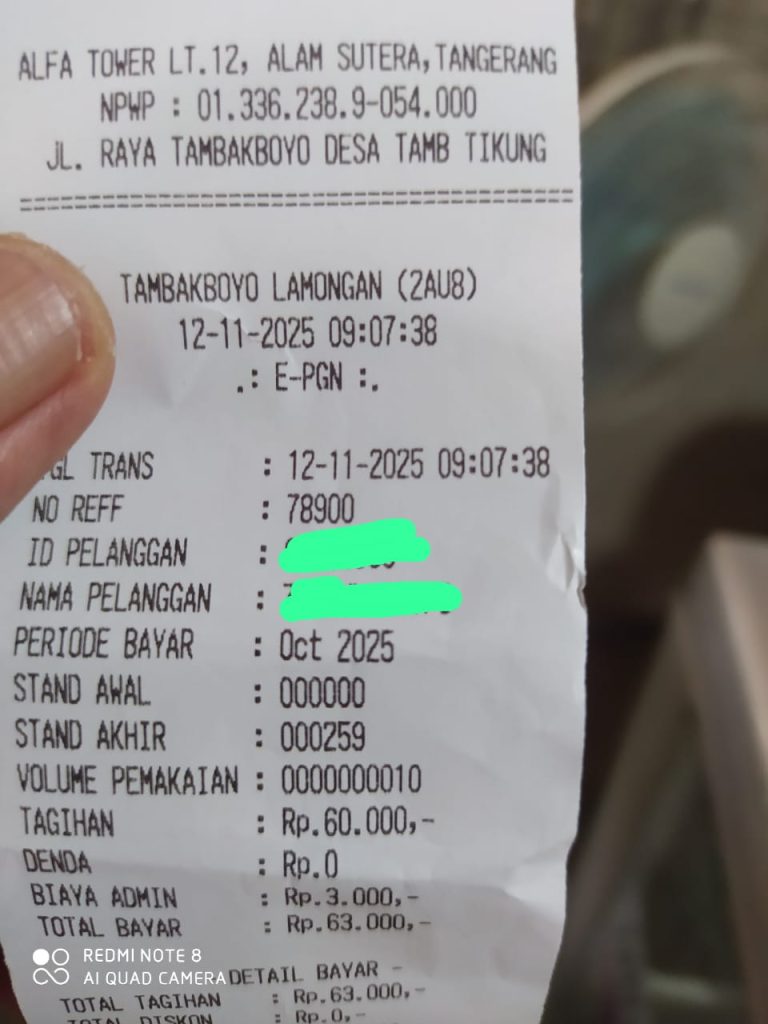 ALFA TOWER LT.12, ALAM SUTERA,TANGERANG
NPWP : 01.336.238.9-054.000
JL. RAYA TAMBAKBOYO DESA TAMB TIKUNG
TAMBAKBOYO LAMONGAN (2AU8)
12-11-2025 09:07:38
.: E-PGN :.
GL TRANS : 12-11-2025 09:07:38
NO REFF : 78900
ID PELANGGAN :
NAMA PELANGGAN :
PERIODE BAYAR : Oct 2025
STAND AWAL : 000000
STAND AKHIR : 000259
VOLUME PEMAKAIAN : 0000000010
TAGIHAN : Rp.60.000,-
DENDA : Rp.0
BIAYA ADMIN : Rp.3.000,-
TOTAL BAYAR : Rp.63.000,-
REDMI NOTE 8
AI QUAD CAMERA
DETAIL BAYAR -
TOTAL TAGIHAN : Rp.63.000,-
TOTAL DISKON : Rp.0,-